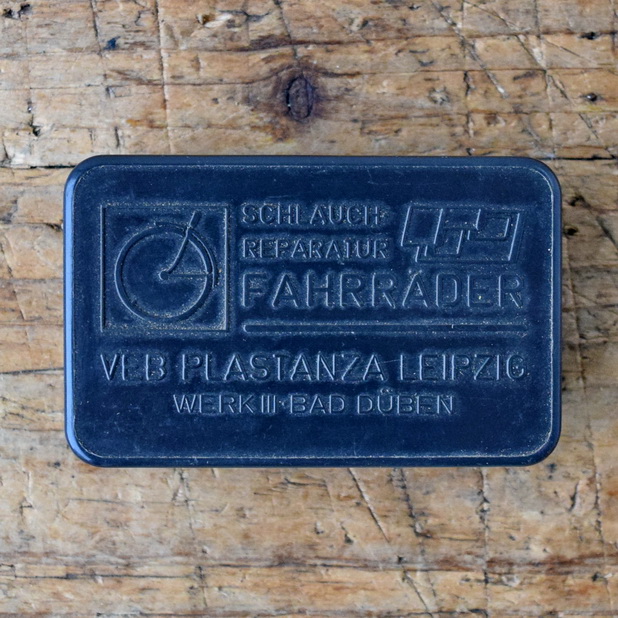 SCHLAUCH-
REPARATUR
FAHRRÄDER
VEB PLASTANZA LEIPZIG
WERK III · BAD DÜBEN